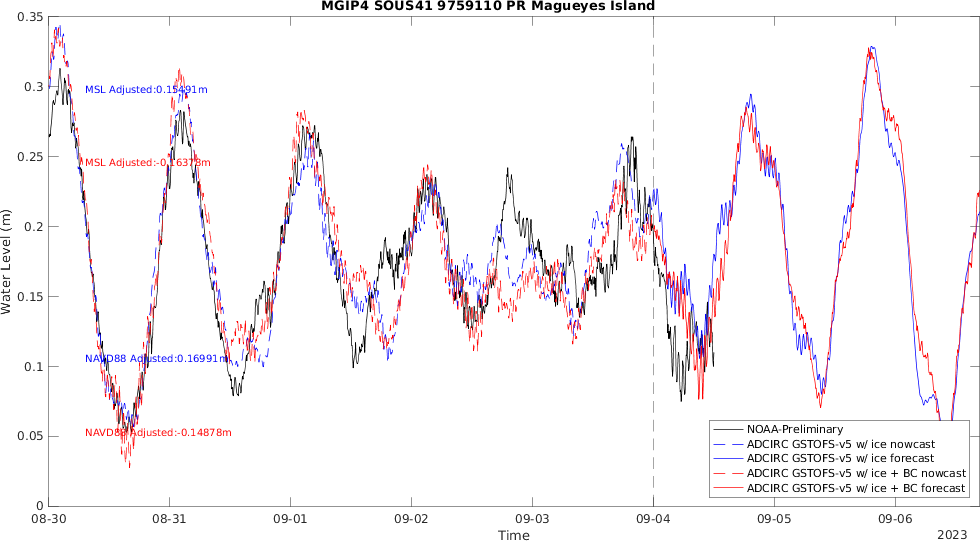 MGIP4 SOUS41 9759110 PR Magueyes Island
Water Level (m)
0.35
0.3
0.25
0.2
0.15
0.1
0.05
0
MSL Adjusted:0.15491m
MSL Adjusted:-0.16373m
NAVD88 Adjusted:0.16991m
NAVD88 Adjusted:-0.14878m
NOAA-Preliminary
ADCIRC GSTOFS-v5 w/ ice nowcast
ADCIRC GSTOFS-v5 w/ ice forecast
ADCIRC GSTOFS-v5 w/ ice + BC nowcast
ADCIRC GSTOFS-v5 w/ ice + BC forecast
08-30 08-31 09-01 09-02 09-03 09-04 09-05 09-06
Time
2023